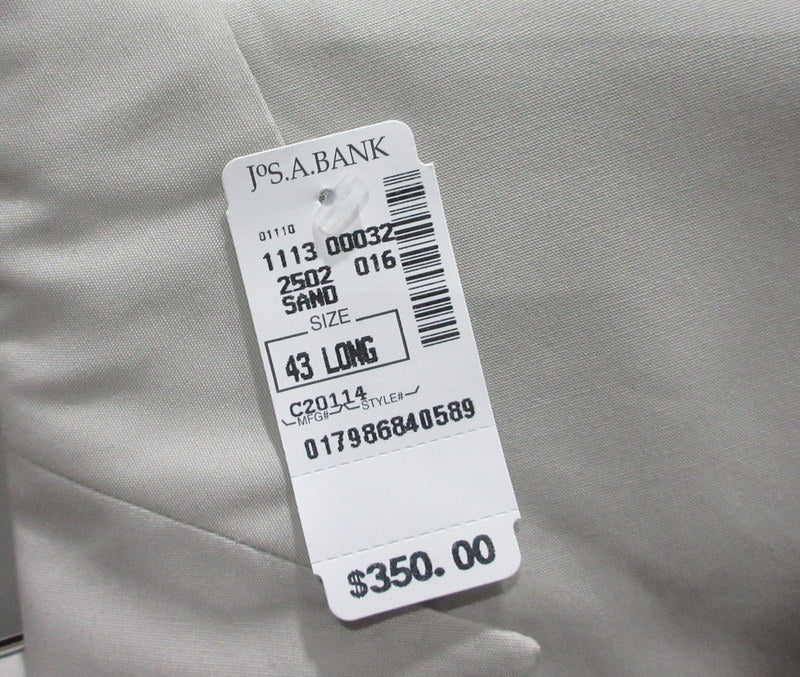 JoS.A.BANK
01110
1113 00032
2502 016
SAND
SIZE
43 LONG
C20114
MFG# STYLE#
017986840589
$350.00